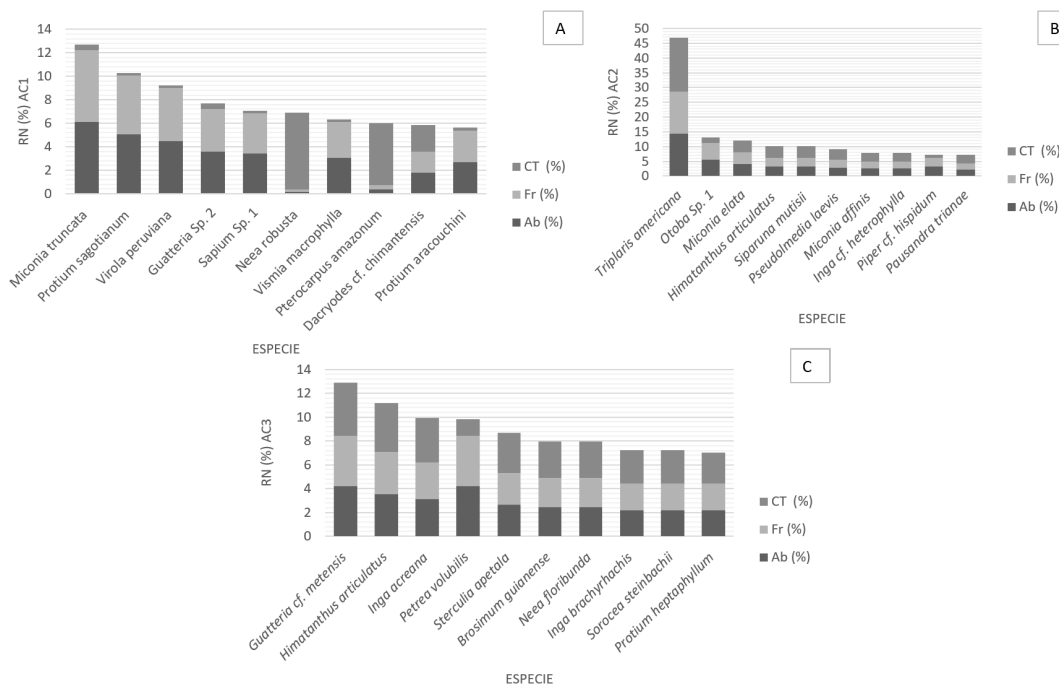 A
14
12
10
8
6
4
2
0
RN (%) AC1
CT (%)
Fr (%)
Ab (%)
Miconia truncata
Protium sagotianum
Virola peruviana
Guatteria Sp. 2
Sapium Sp. 1
Neea robusta
Vismia macrophylla
Pterocarpus amazonum
Dacryodes cf. chimantensis
Protium aracouchini
ESPECIE
B
50
45
40
35
30
25
20
15
10
5
0
RN (%) AC2
CT (%)
Fr (%)
Ab (%)
Triplaris americana
Otoba Sp. 1
Miconia elata
Himatanthus articulatus
Siparuna mutisii
Pseudolmedia laevis
Miconia affinis
Inga cf. heterophylla
Piper cf. hispidum
Pausandra trianae
ESPECIE
C
14
12
10
8
6
4
2
0
RN (%) AC3
CT (%)
Fr (%)
Ab (%)
Guatteria cf. metensis
Himatanthus articulatus
Inga acreana
Petrea volubilis
Sterculia apetala
Brosimum guianense
Neea floribunda
Inga brachyrhachis
Sorocea steinbachii
Protium heptaphyllum
ESPECIE